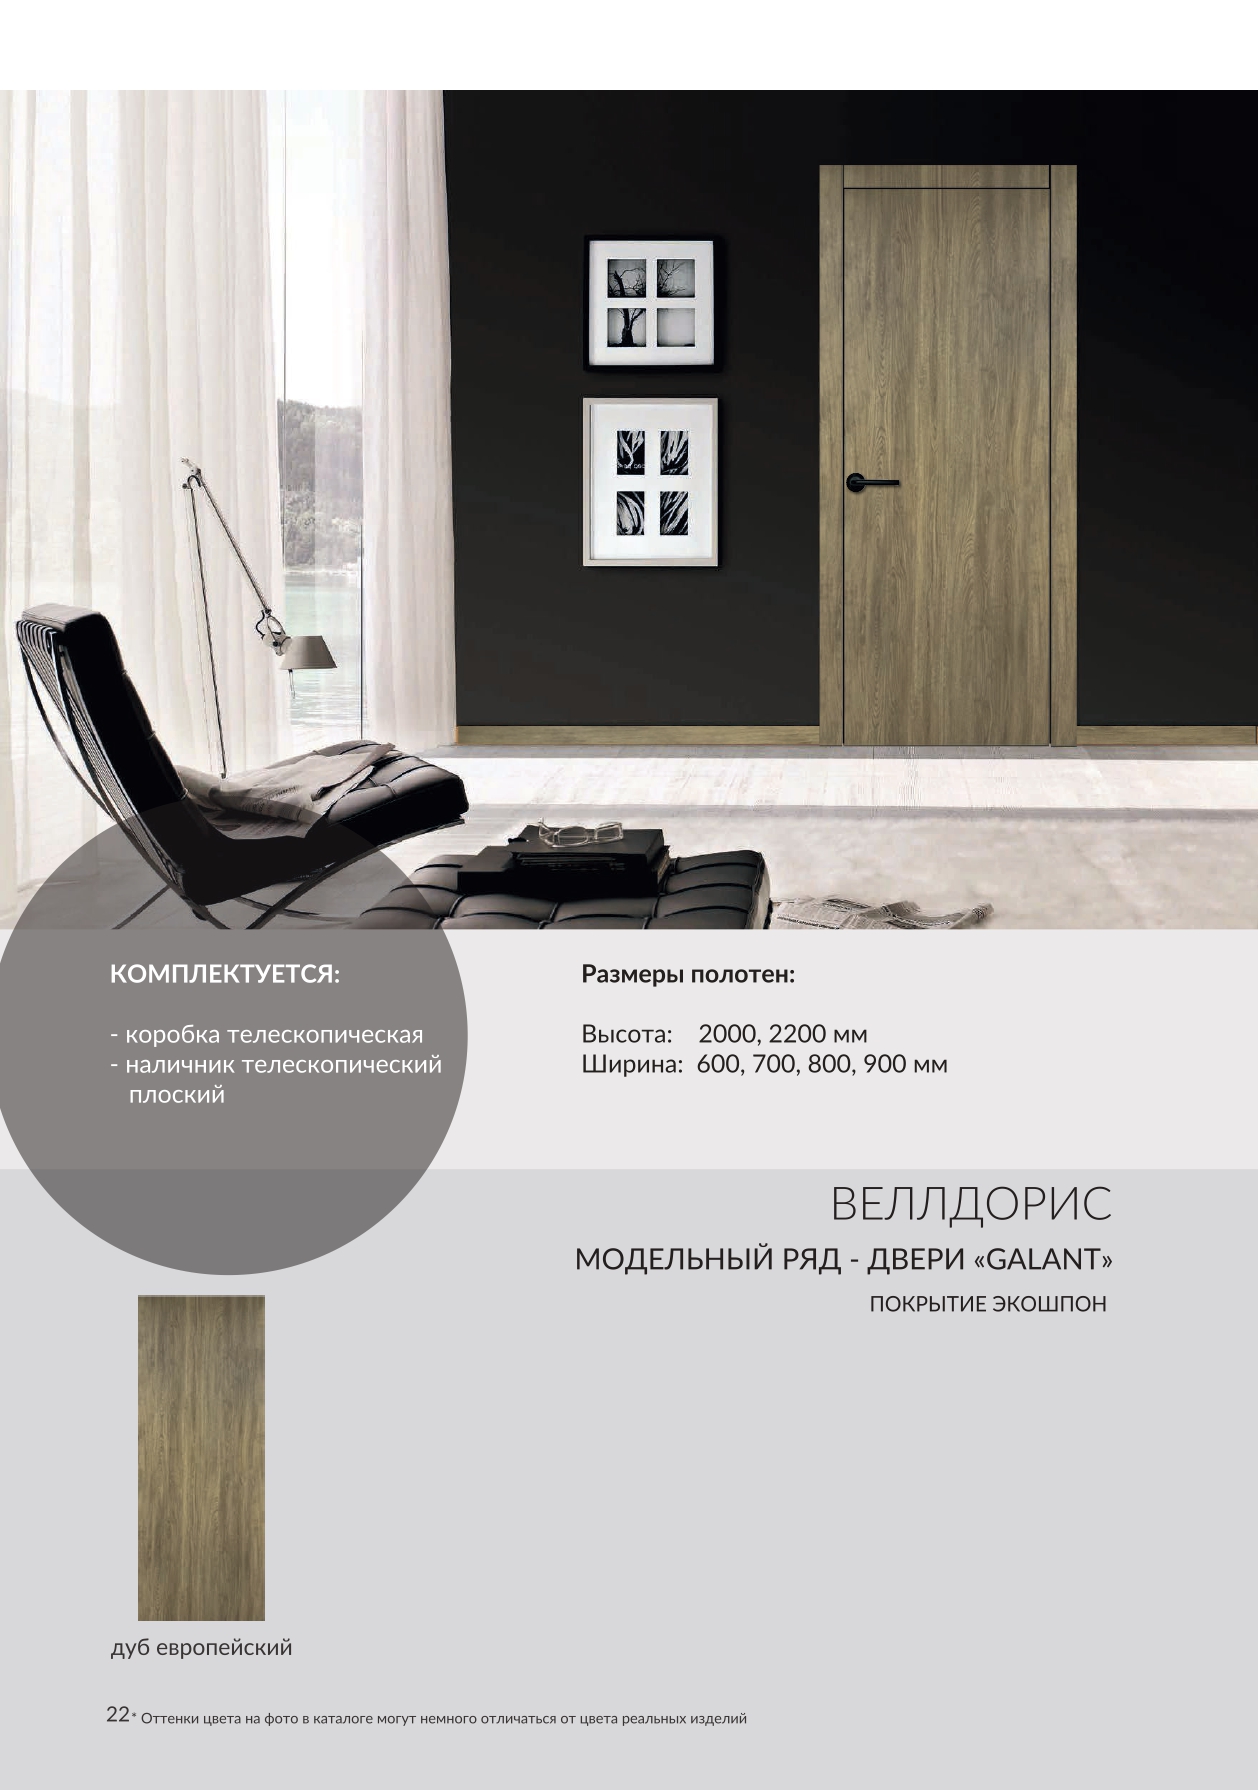 КОМПЛЕКТУЕТСЯ:
- коробка телескопическая
- наличник телескопический
плоский
Размеры полотен:
Высота: 2000, 2200 мм
Ширина: 600, 700, 800, 900 мм
ВЕЛЛДОРИС
МОДЕЛЬНЫЙ РЯД - ДВЕРИ «GALANT»
ПОКРЫТИЕ ЭКОШПОН
дуб европейский
22* Оттенки цвета на фото в каталоге могут немного отличаться от цвета реальных изделий